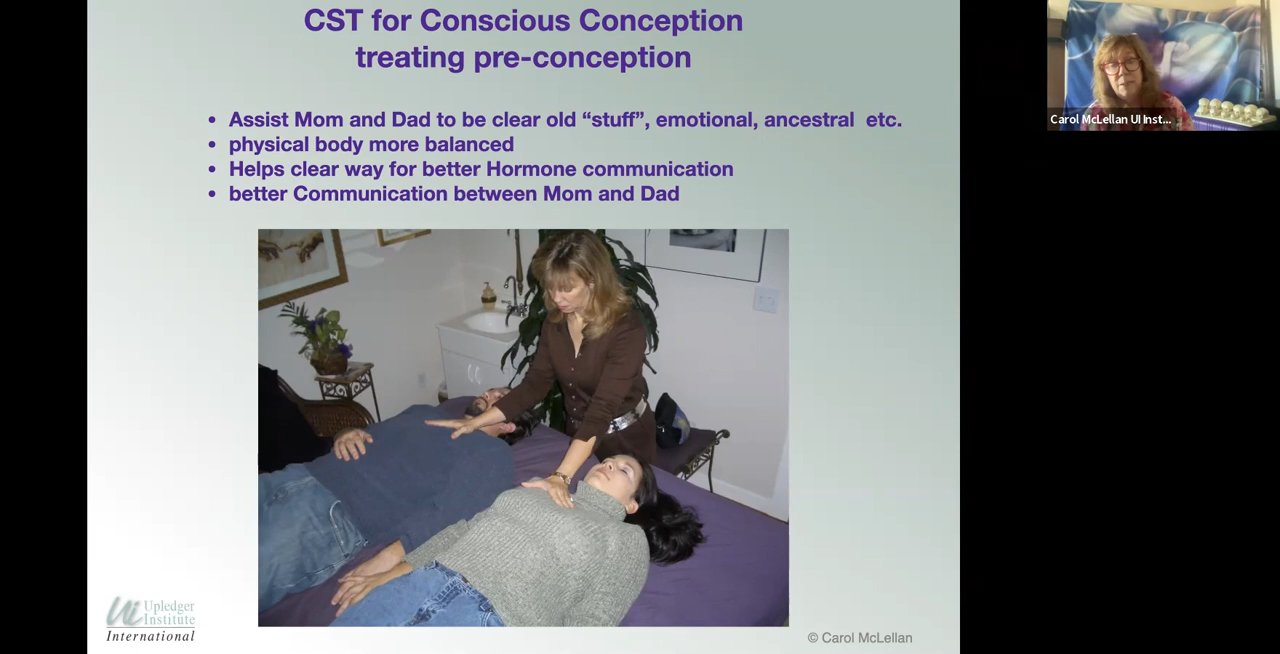 CST for Conscious Conception
treating pre-conception
• Assist Mom and Dad to be clear old “stuff”, emotional, ancestral  etc.
• physical body more balanced
• Helps clear way for better Hormone communication
• better Communication between Mom and Dad
Carol McLellan UI Inst...
Ui Upledger
Institute
International
© Carol McLellan